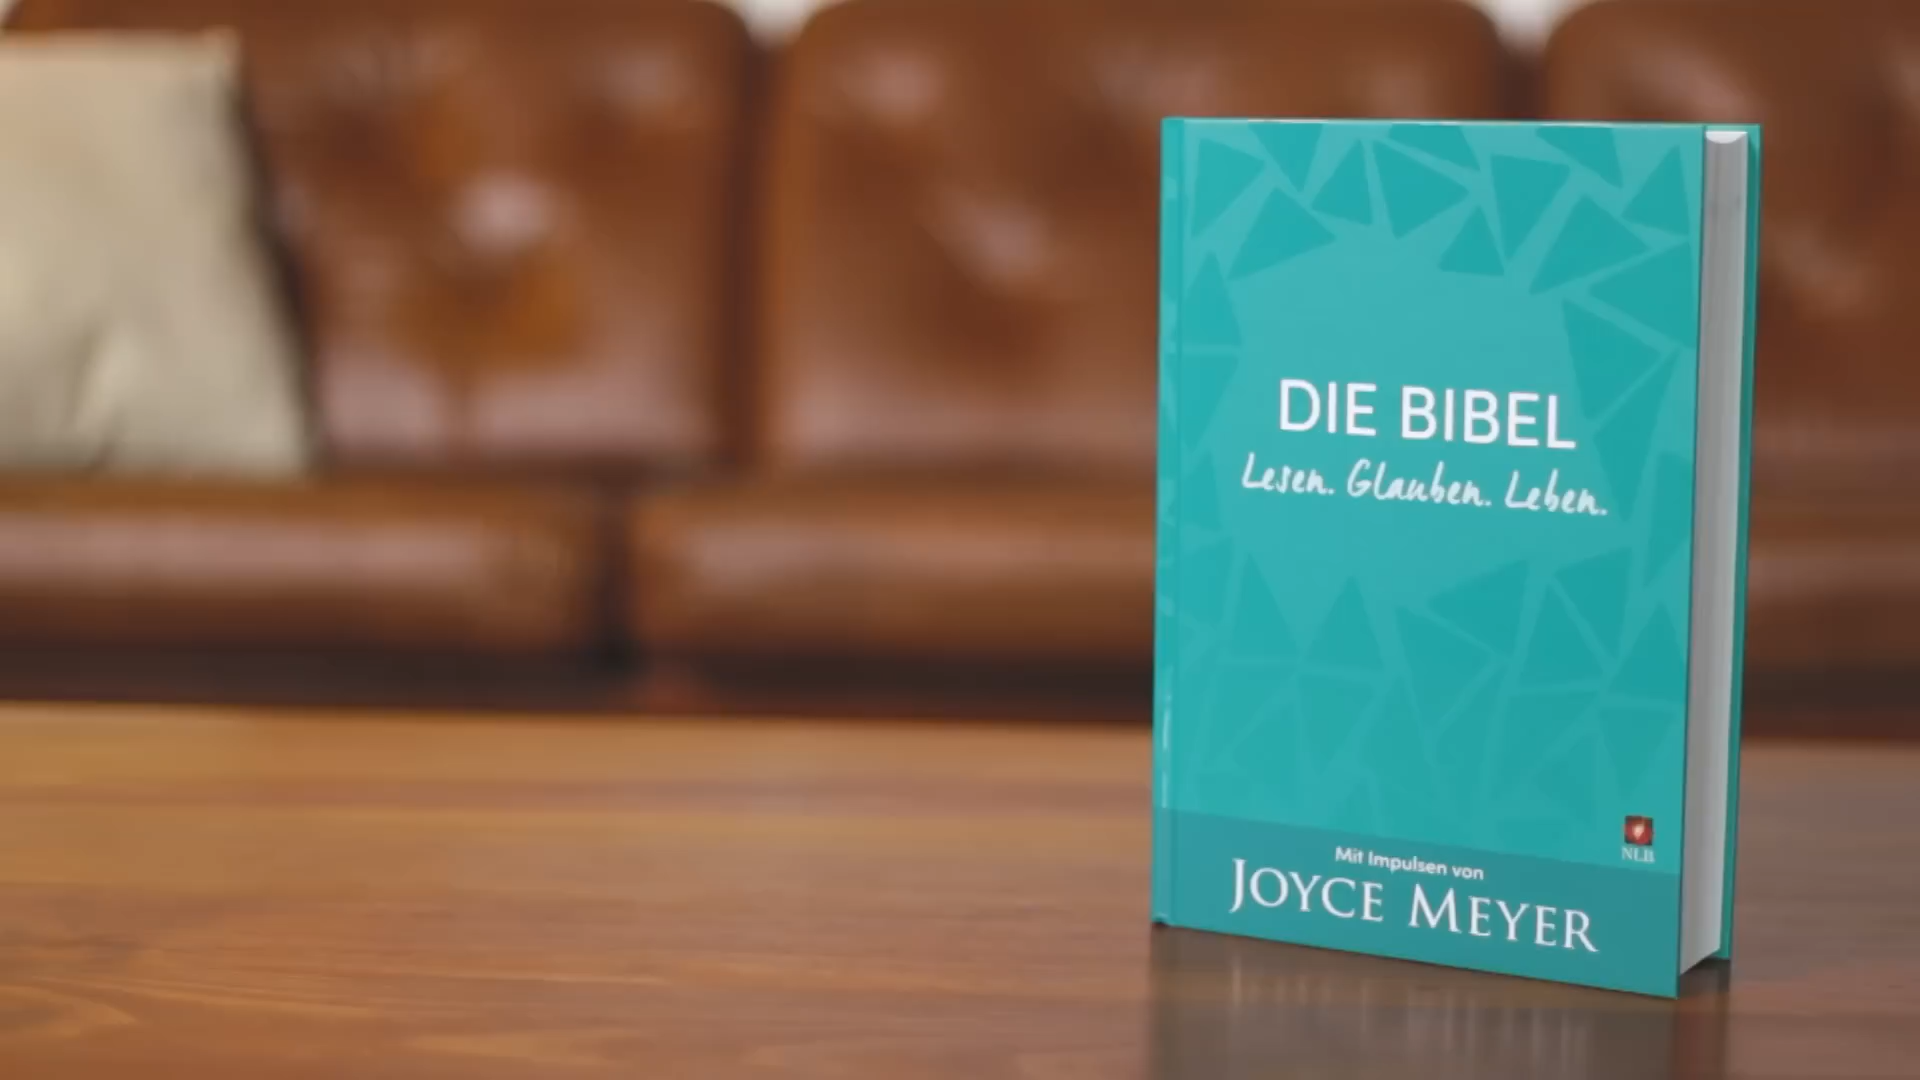 DIE BIBEL
Lesen. Glauben. Leben.
NLB
Mit Impulsen von
JOYCE MEYER